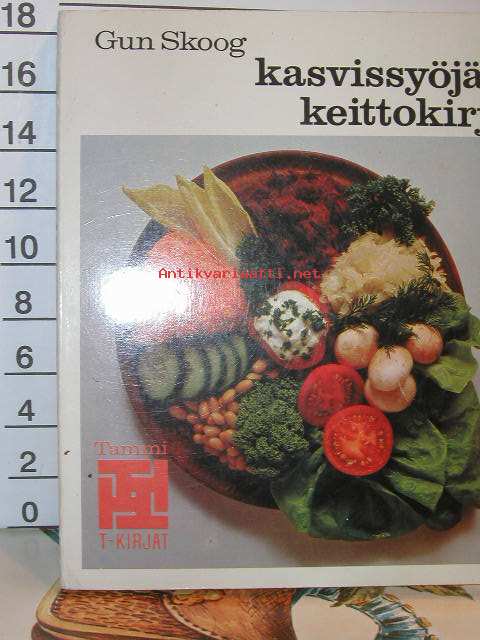 18
16
14
12
10
8
6
4
2
0
Gun Skoog
kasvissyöjä
keittokirj
Antikvariaatti.net
Tammi
T-KIRJAT